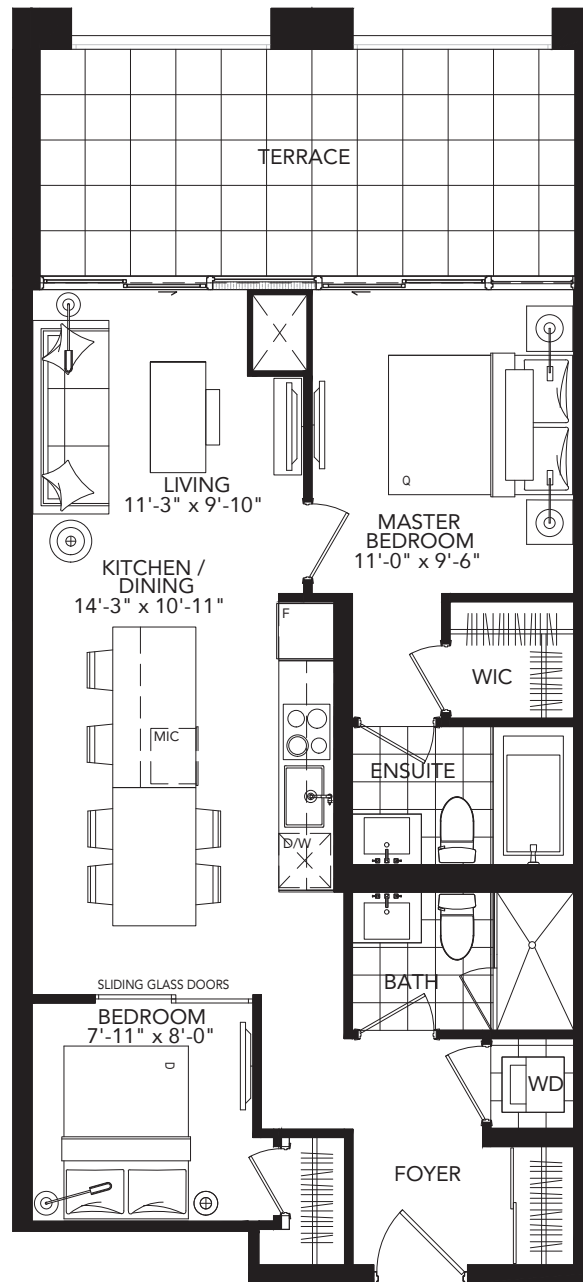 TERRACE
LIVING
11'-3" x 9'-10"
MASTER
BEDROOM
11'-0" x 9'-6"
Q
KITCHEN /
DINING
14'-3" x 10'-11"
F
WIC
MIC
ENSUITE
D/W
BATH
SLIDING GLASS DOORS
BEDROOM
7'-11" x 8'-0"
D
WD
FOYER